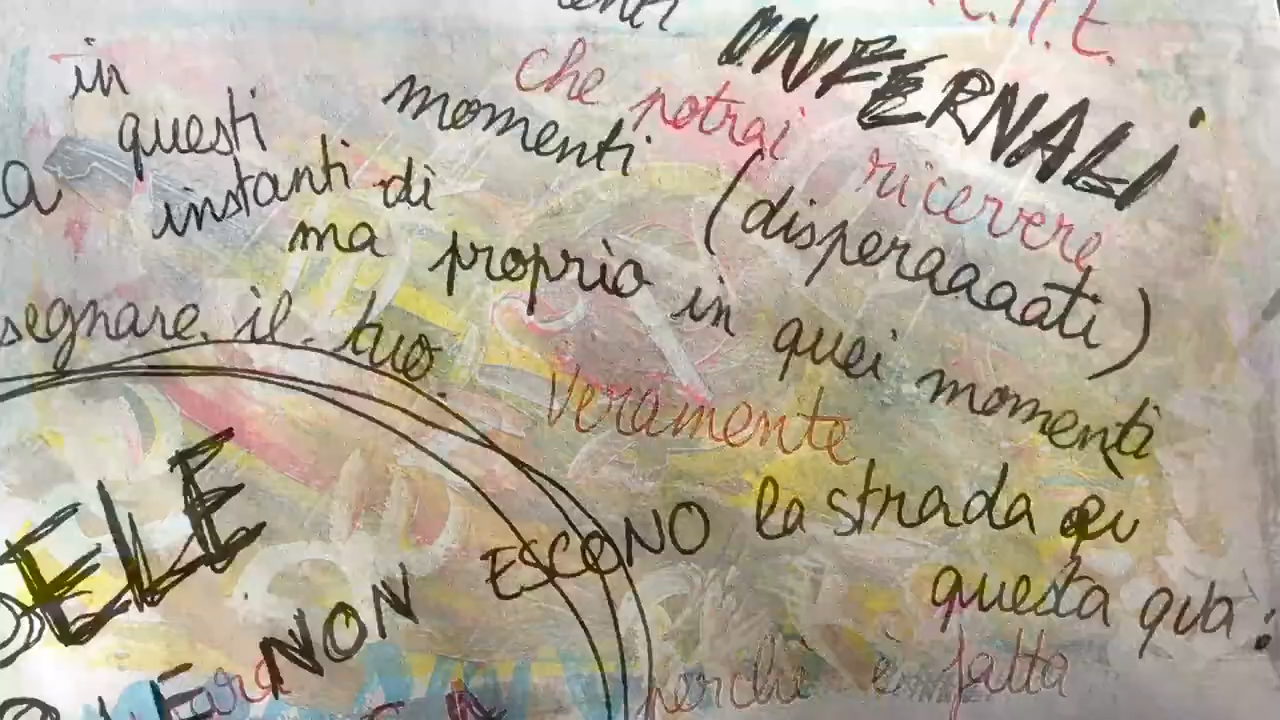 in
questi
instanti di
momenti
INFERNALi
che potrai ricevere
(disperaaaati)
ma proprio in quei momenti
segnare il tuo
Veramente
la strada
questa qua:
perchè è fatta
ELE
NON ESCONO